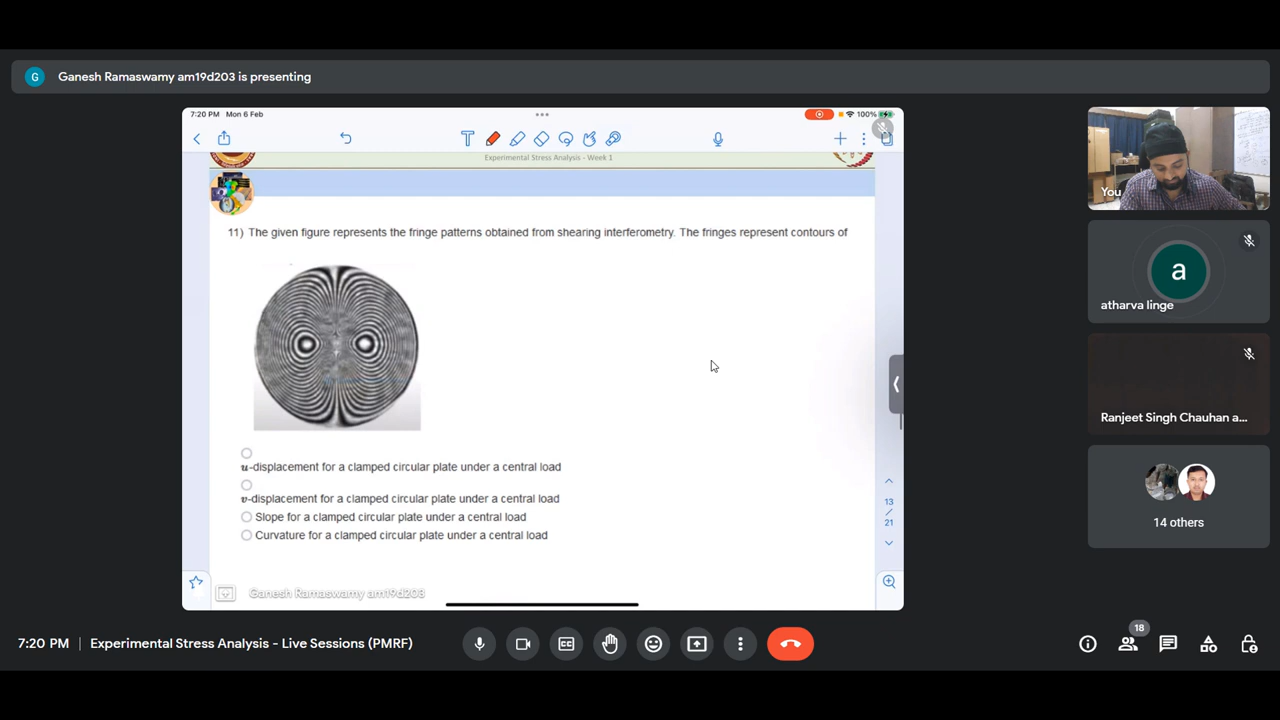 Ganesh Ramaswamy am19d203 is presenting
7:20 PM Mon 6 Feb
100%
Experimental Stress Analysis - Week 1
11) The given figure represents the fringe patterns obtained from shearing interferometry. The fringes represent contours of
u-displacement for a clamped circular plate under a central load
v-displacement for a clamped circular plate under a central load
Slope for a clamped circular plate under a central load
Curvature for a clamped circular plate under a central load
13
/
21
Ganesh Ramaswamy am19d203
You
a
atharva linge
Ranjeet Singh Chauhan a...
14 others
7:20 PM | Experimental Stress Analysis - Live Sessions (PMRF)
18
G
T